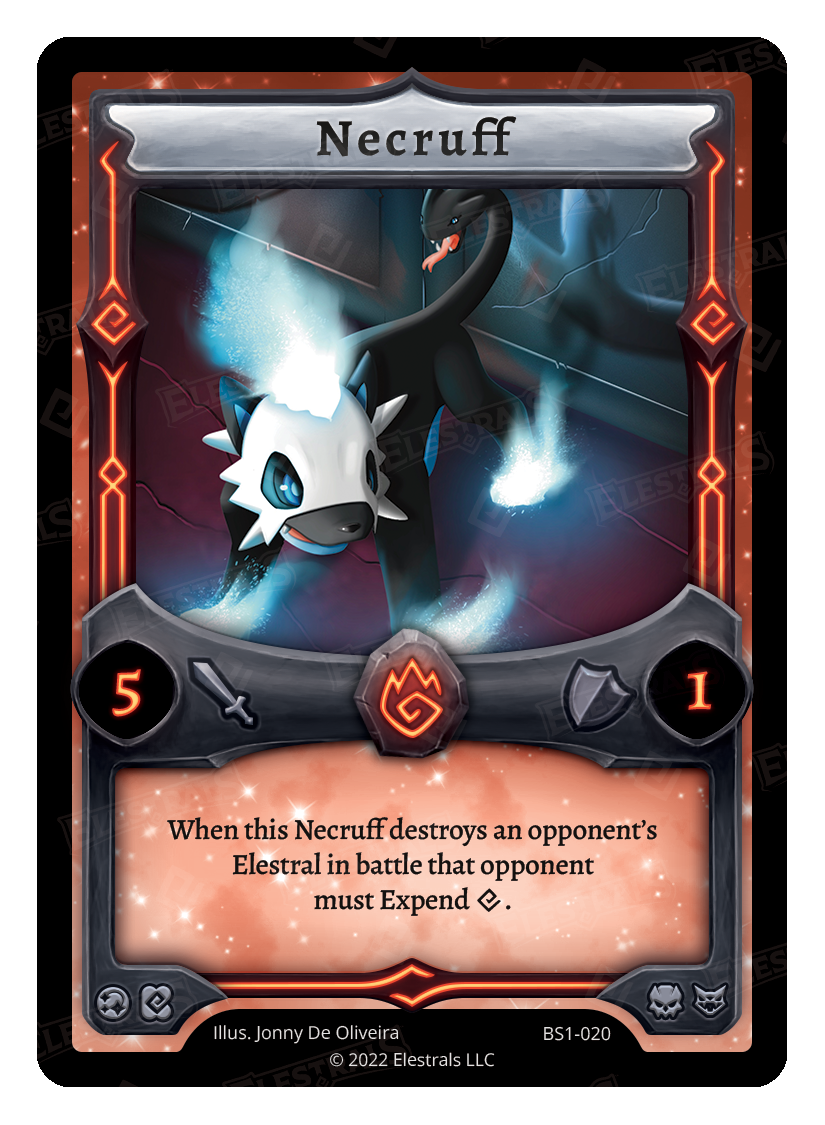 Necruff
5
1
When this Necruff destroys an opponent's
Elestral in battle that opponent
must Expend .
Illus. Jonny De Oliveira
BS1-020
© 2022 Elestrals LLC
ELESTRALS